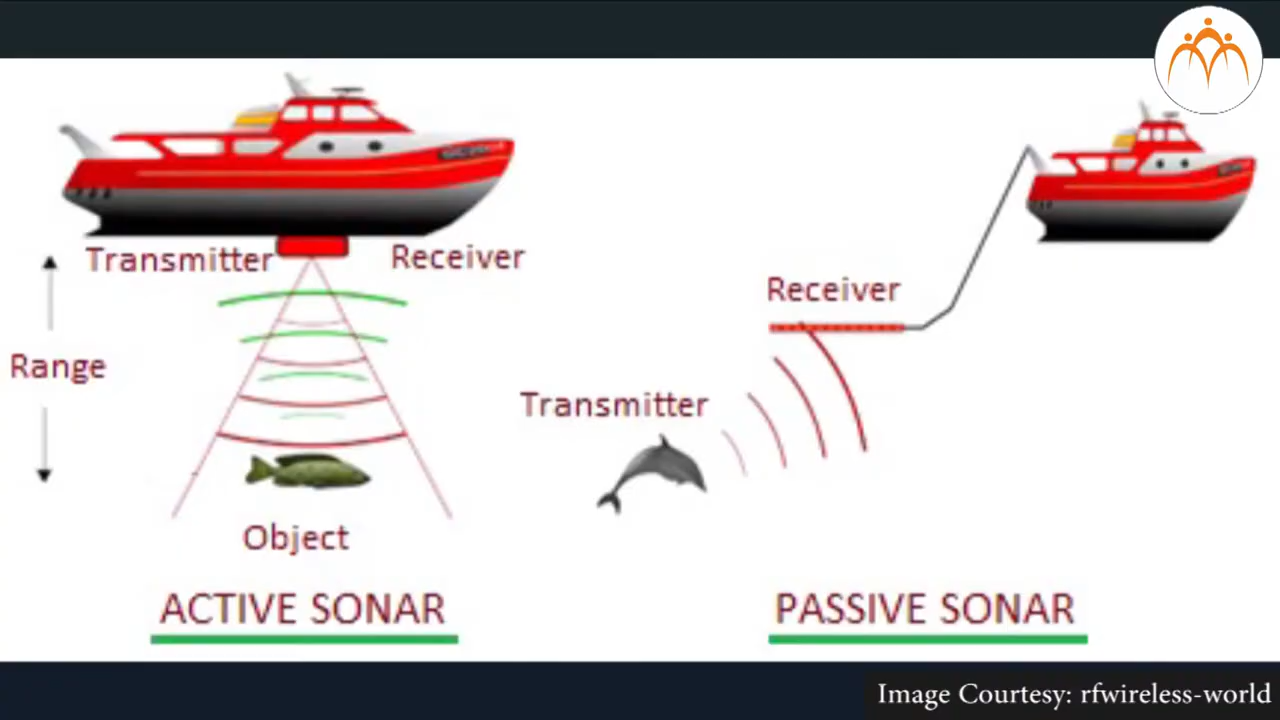 Transmitter
Receiver
Range
Object
ACTIVE SONAR
Receiver
Transmitter
PASSIVE SONAR
Image Courtesy: rfwireless-world